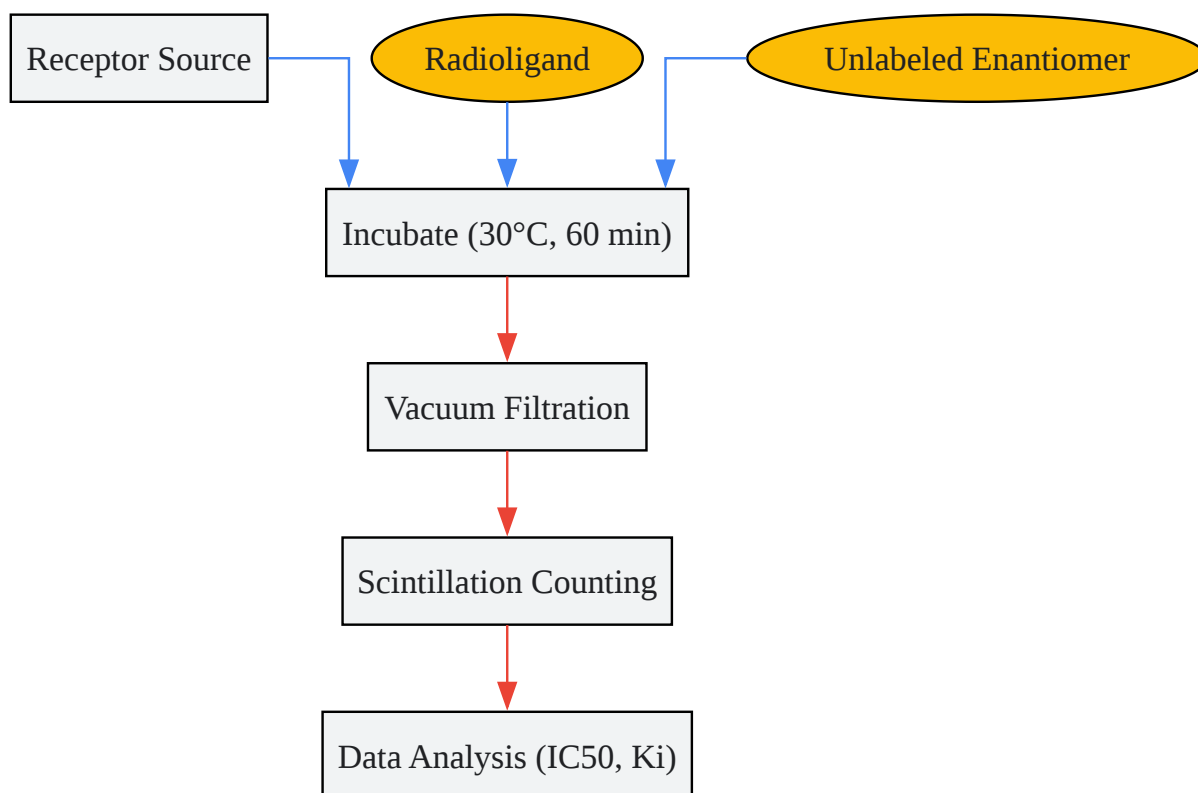 Receptor Source
Radioligand
Unlabeled Enantiomer
Incubate (30°C, 60 min)
Vacuum Filtration
Scintillation Counting
Data Analysis (IC50, Ki)